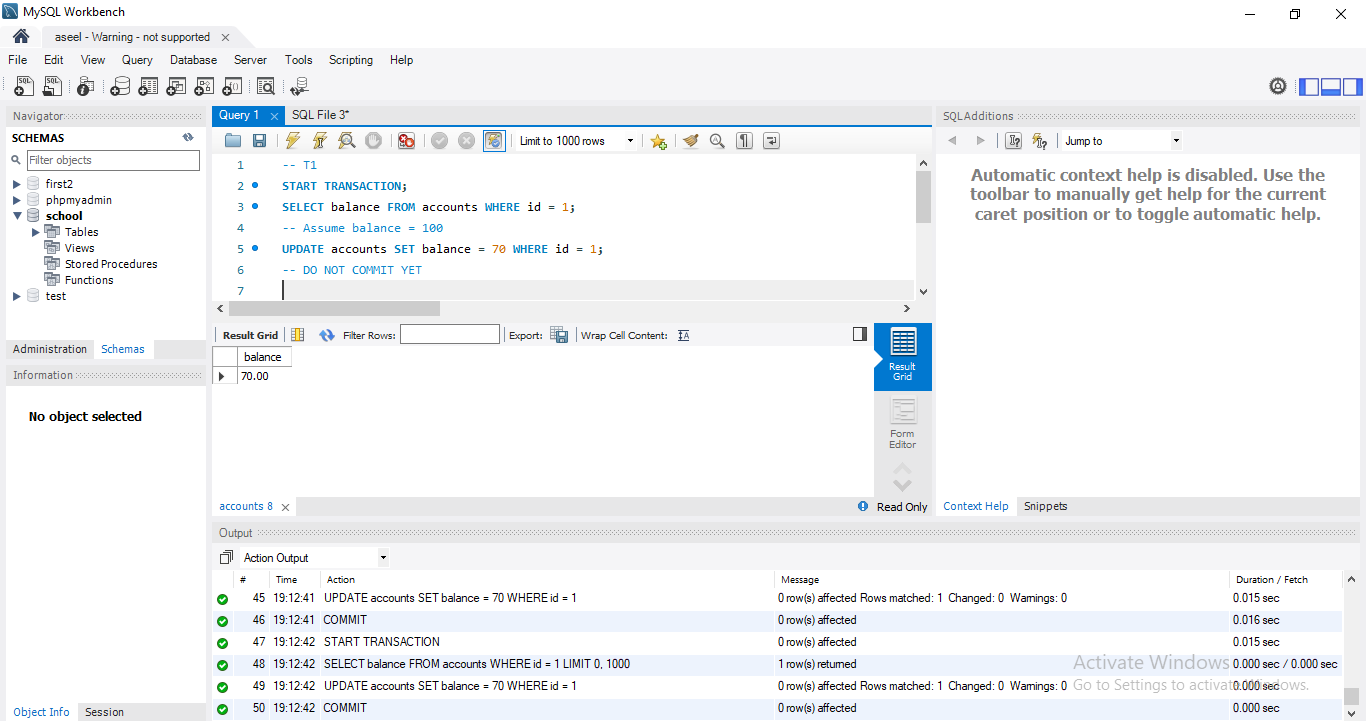 MySQL Workbench
aseel - Warning - not supported
File Edit View Query Database Server Tools Scripting Help
Navigator
SCHEMAS
Filter objects
first2
phpmyadmin
school
Tables
Views
Stored Procedures
Functions
test
Administration Schemas
Information
No object selected
Object Info Session
Query 1 SQL File 3*
Limit to 1000 rows
1 -- T1
2 START TRANSACTION;
3 SELECT balance FROM accounts WHERE id = 1;
4 -- Assume balance = 100
5 UPDATE accounts SET balance = 70 WHERE id = 1;
6 -- DO NOT COMMIT YET
7
Result Grid Filter Rows: Export: Wrap Cell Content:
balance
70.00
Result
Grid
Form
Editor
accounts 8 Read Only
SQLAdditions
Jump to
Automatic context help is disabled. Use the
toolbar to manually get help for the current
caret position or to toggle automatic help.
Context Help Snippets
Output
Action Output
# Time Action Message Duration / Fetch
45 19:12:41 UPDATE accounts SET balance = 70 WHERE id = 1 0 row(s) affected Rows matched: 1 Changed: 0 Warnings: 0 0.015 sec
46 19:12:41 COMMIT 0 row(s) affected 0.016 sec
47 19:12:42 START TRANSACTION 0 row(s) affected 0.015 sec
48 19:12:42 SELECT balance FROM accounts WHERE id = 1 LIMIT 0, 1000 1 row(s) returned 0.000 sec / 0.000 sec
49 19:12:42 UPDATE accounts SET balance = 70 WHERE id = 1 0 row(s) affected Rows matched: 1 Changed: 0 Warnings: 0 0.000 sec
50 19:12:42 COMMIT 0 row(s) affected 0.000 sec
Activate Windows
Go to Settings to activate Windows.